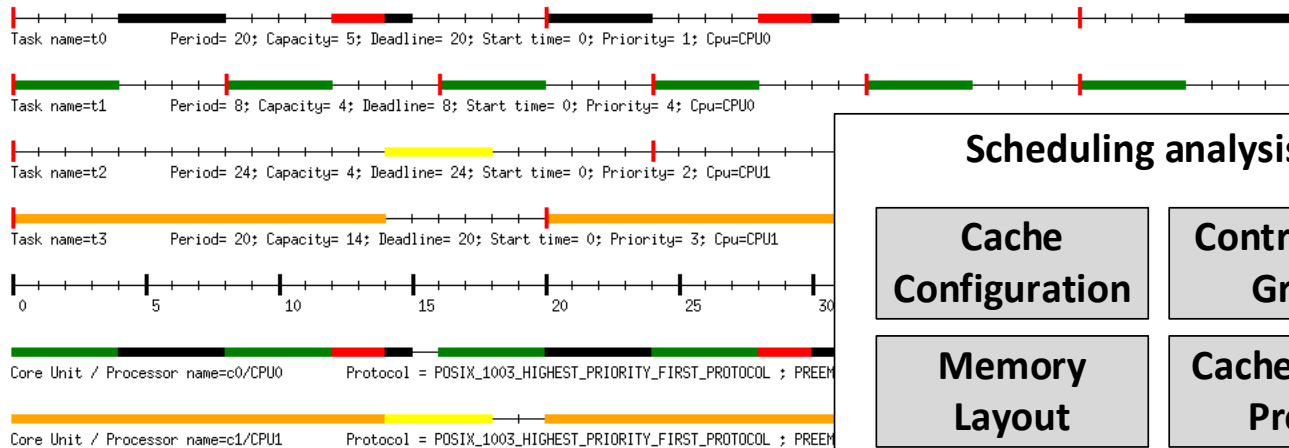 Task name=t0 Period= 20; Capacity= 5; Deadline= 20; Start time= 0; Priority= 1; Cpu=CPU0
Task name=t1 Period= 8; Capacity= 4; Deadline= 8; Start time= 0; Priority= 4; Cpu=CPU0
Task name=t2 Period= 24; Capacity= 4; Deadline= 24; Start time= 0; Priority= 2; Cpu=CPU1
Task name=t3 Period= 20; Capacity= 14; Deadline= 20; Start time= 0; Priority= 3; Cpu=CPU1
0 5 10 15 20 25 30
Core Unit / Processor name=c0/CPU0 Protocol = POSIX_1003_HIGHEST_PRIORITY_FIRST_PROTOCOL ; PREEM
Core Unit / Processor name=c1/CPU1 Protocol = POSIX_1003_HIGHEST_PRIORITY_FIRST_PROTOCOL ; PREEM
Scheduling analysis
Cache
Configuration
Contr
Gr
Memory
Layout
Cache
Pr